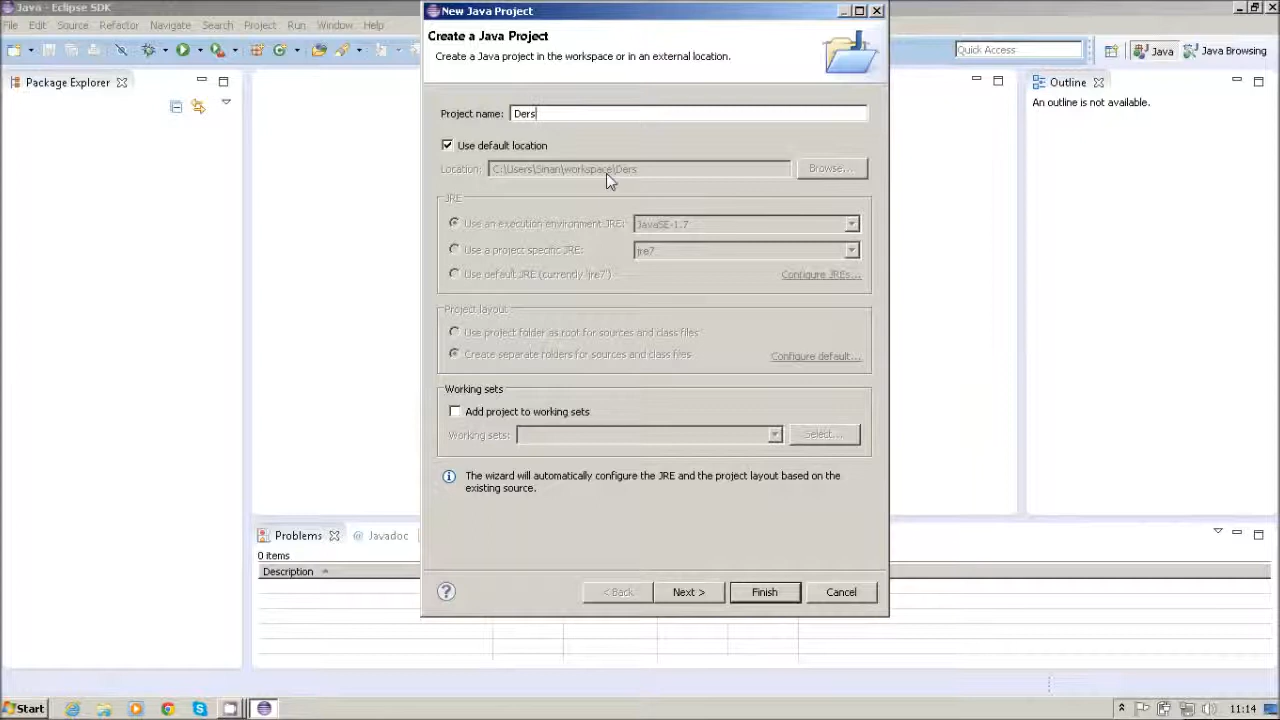 Java - Eclipse SDK
File Edit Source Refactor Navigate Search Project Run Window Help
Quick Access
Java
Java Browsing
Package Explorer
Outline
An outline is not available.
New Java Project
Create a Java Project
Create a Java project in the workspace or in an external location.
Project name: Ders
Use default location
Location: C:\Users\Sinan\workspace\Ders Browse...
JRE
Use an execution environment JRE: JavaSE-1.7
Use a project specific JRE: jre7
Use default JRE (currently 'jre7') Configure JREs...
Project layout
Use project folder as root for sources and class files
Create separate folders for sources and class files Configure default...
Working sets
Add project to working sets
Working sets: Select...
The wizard will automatically configure the JRE and the project layout based on the
existing source.
< Back Next > Finish Cancel
Problems @ Javadoc
0 items
Description
Start
11:14